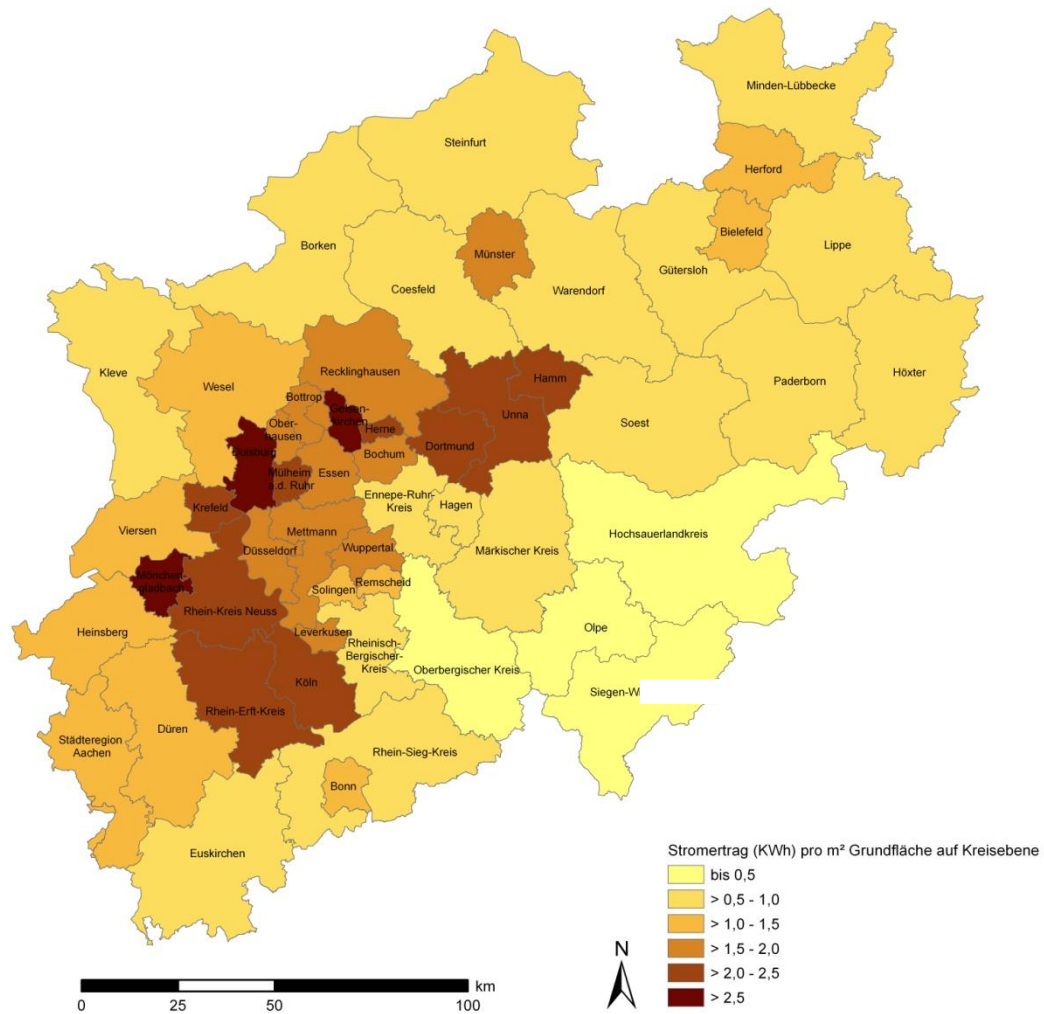 Minden-Lübbecke
Steinfurt
Herford
Bielefeld
Lippe
Borken
Münster
Gütersloh
Coesfeld
Warendorf
Kleve
Wesel
Recklinghausen
Hamm
Paderborn
Höxter
Bottrop
Gelsen-
kirchen
Unna
Ober-
hausen
Herne
Soest
Duisburg
Dortmund
Bochum
Essen
Mülheim
a.d. Ruhr
Ennepe-Ruhr-
Kreis
Hagen
Krefeld
Viersen
Mettmann
Hochsauerlandkreis
Düsseldorf
Wuppertal
Märkischer Kreis
Mönchen-
gladbach
Remscheid
Solingen
Rhein-Kreis Neuss
Heinsberg
Leverkusen
Olpe
Rheinisch-
Bergischer-
Kreis
Oberbergischer Kreis
Köln
Siegen-W
Rhein-Erft-Kreis
Düren
Städteregion
Aachen
Rhein-Sieg-Kreis
Bonn
Euskirchen
Stromertrag (KWh) pro m² Grundfläche auf Kreisebene
bis 0,5
> 0,5 - 1,0
> 1,0 - 1,5
> 1,5 - 2,0
> 2,0 - 2,5
> 2,5
N
km
0 25 50 100